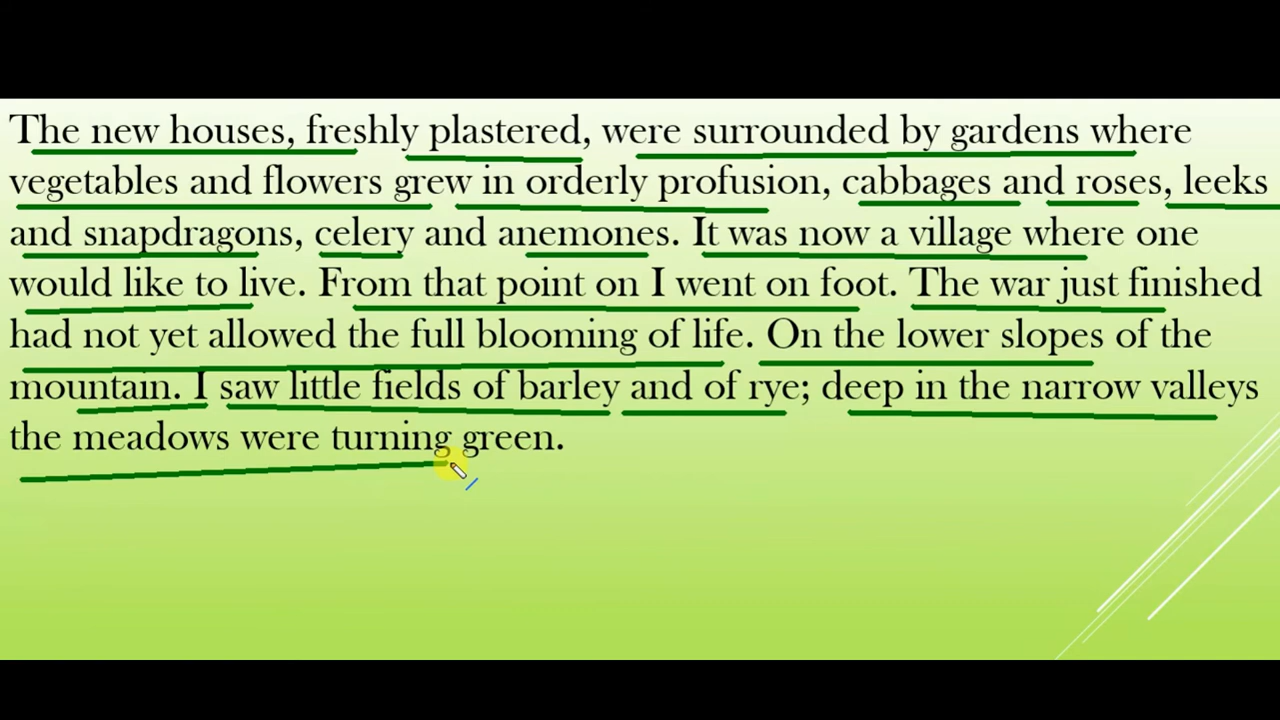 The new houses, freshly plastered, were surrounded by gardens where
vegetables and flowers grew in orderly profusion, cabbages and roses, leeks
and snapdragons, celery and anemones. It was now a village where one
would like to live. From that point on I went on foot. The war just finished
had not yet allowed the full blooming of life. On the lower slopes of the
mountain. I saw little fields of barley and of rye; deep in the narrow valleys
the meadows were turning green.